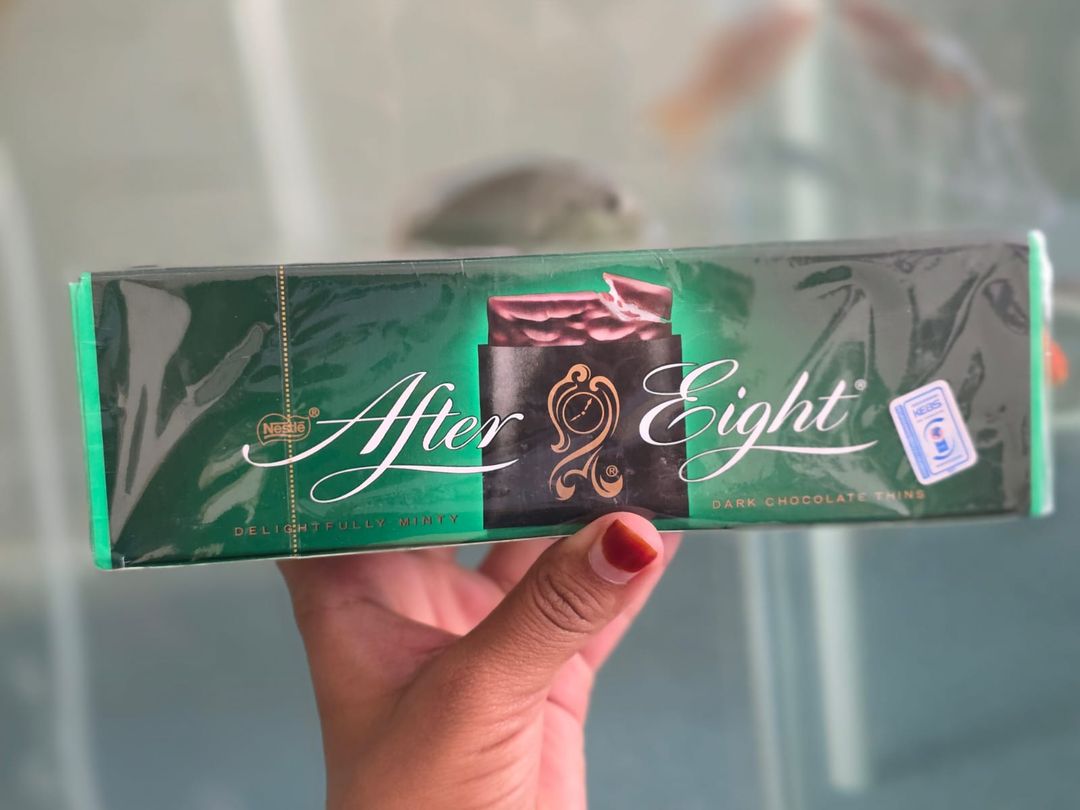 Nestlé®
After Eight®
®
KEBS
DELIGHTFULLY MINTY
DARK CHOCOLATE THINS